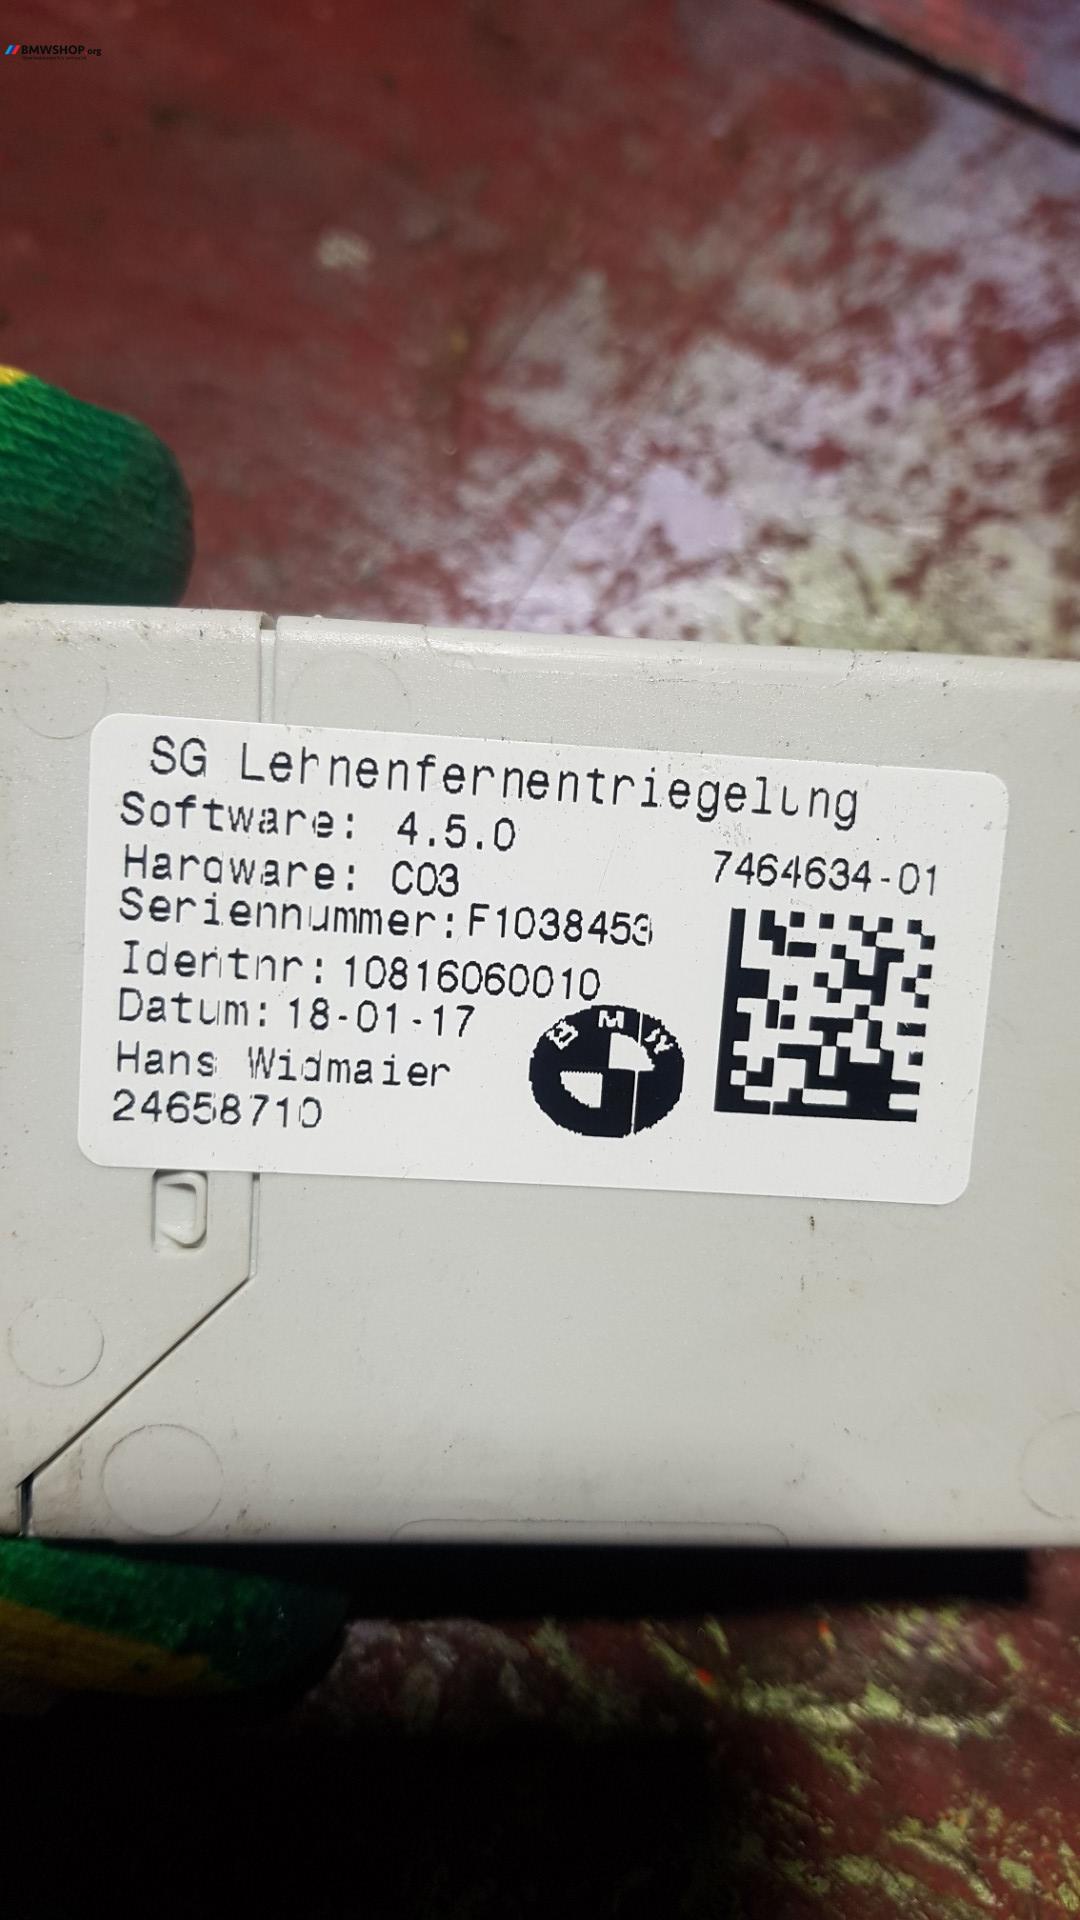 BMWSHOP.org
SG Lehnenfernentriegelung
Software: 4.5.0
Hardware: C03
7464634-01
Seriennummer:F1038453
Identnr:10816060010
Datum:18-01-17
BMW
Hans Widmaier
24658710